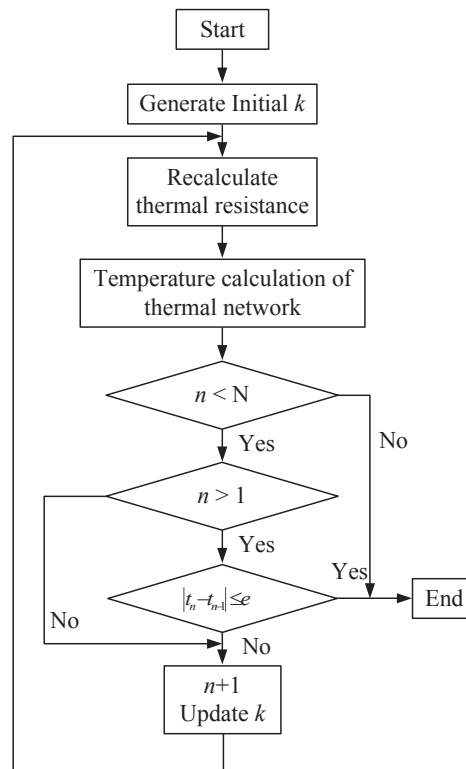 Start
Generate Initial k
Recalculate
thermal resistance
Temperature calculation of
thermal network
n < N
No
Yes
n > 1
Yes
Yes
|tₙ–tₙ₋₁|≤e
End
No
No
n+1
Update k